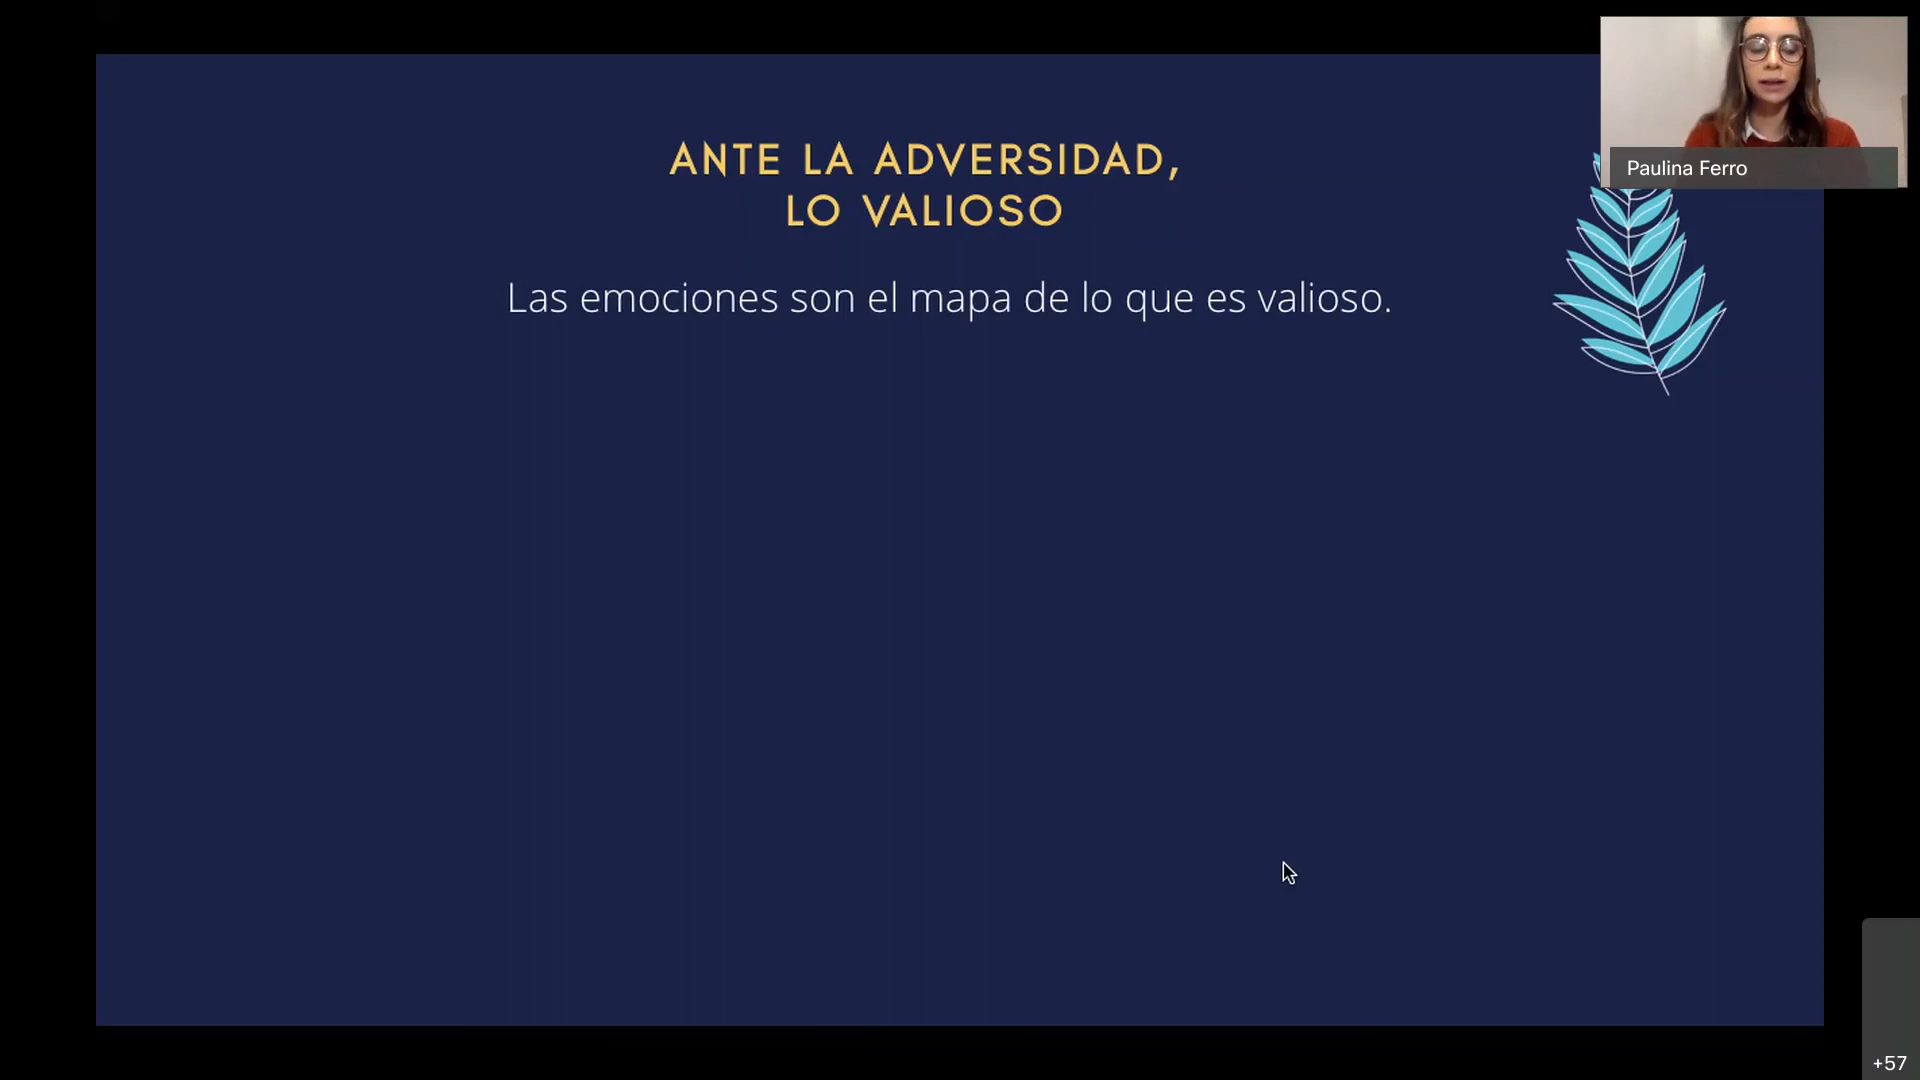 ANTE LA ADVERSIDAD,
LO VALIOSO
Las emociones son el mapa de lo que es valioso.
Paulina Ferro
+57